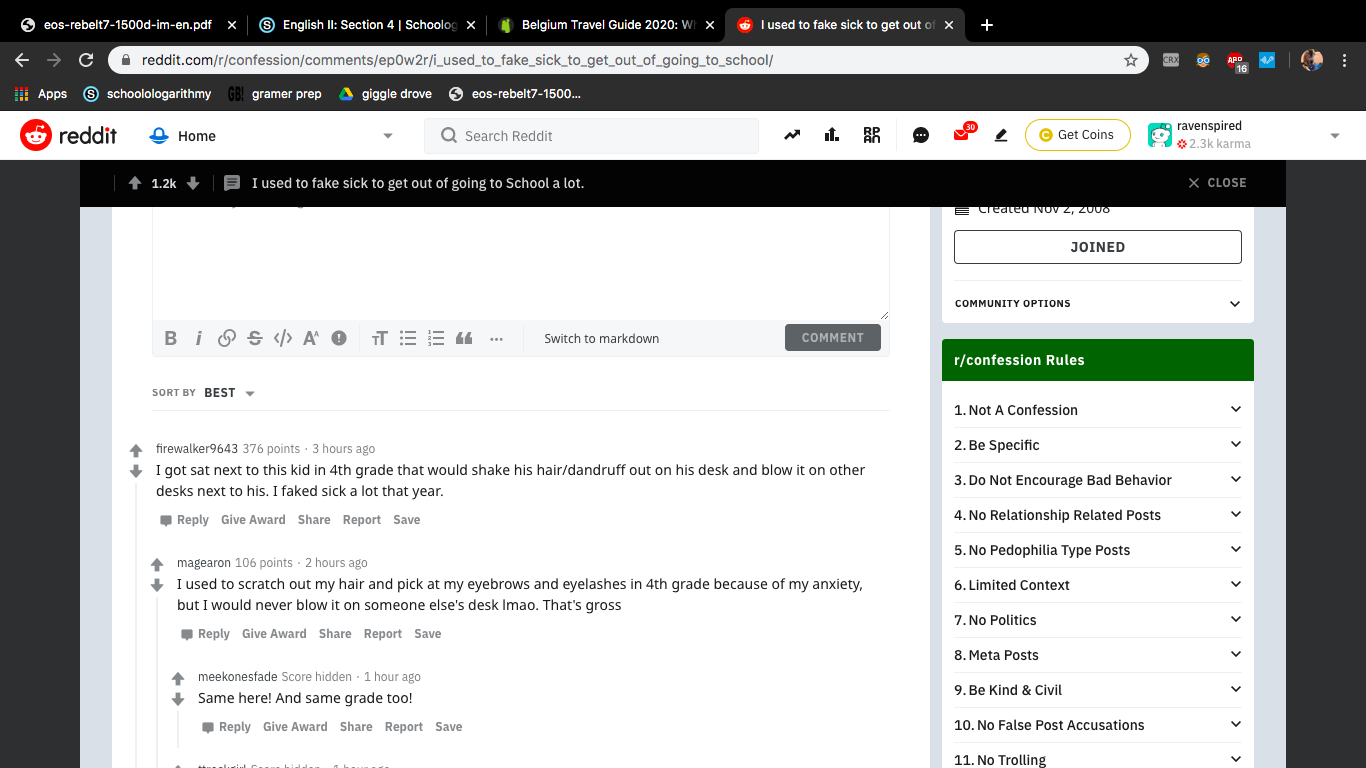 eos-rebelt7-1500d-im-en.pdf
English II: Section 4 | Schoolog
Belgium Travel Guide 2020: W
I used to fake sick to get out of
reddit.com/r/confession/comments/ep0w2r/i_used_to_fake_sick_to_get_out_of_going_to_school/
CRX
ABP
16
Apps
schoolologarithmy
GB!
gramer prep
giggle drove
eos-rebelt7-1500...
reddit
Home
Search Reddit
30
Get Coins
ravenspired
2.3k karma
1.2k
I used to fake sick to get out of going to School a lot.
CLOSE
Created Nov 2, 2008
JOINED
COMMUNITY OPTIONS
Switch to markdown
COMMENT
SORT BY BEST
firewalker9643 376 points · 3 hours ago
I got sat next to this kid in 4th grade that would shake his hair/dandruff out on his desk and blow it on other
desks next to his. I faked sick a lot that year.
Reply Give Award Share Report Save
magearon 106 points · 2 hours ago
I used to scratch out my hair and pick at my eyebrows and eyelashes in 4th grade because of my anxiety,
but I would never blow it on someone else's desk lmao. That's gross
Reply Give Award Share Report Save
meekonesfade Score hidden · 1 hour ago
Same here! And same grade too!
Reply Give Award Share Report Save
Score hidden · 1 hour ago
r/confession Rules
1. Not A Confession
2. Be Specific
3. Do Not Encourage Bad Behavior
4. No Relationship Related Posts
5. No Pedophilia Type Posts
6. Limited Context
7. No Politics
8. Meta Posts
9. Be Kind & Civil
10. No False Post Accusations
11. No Trolling